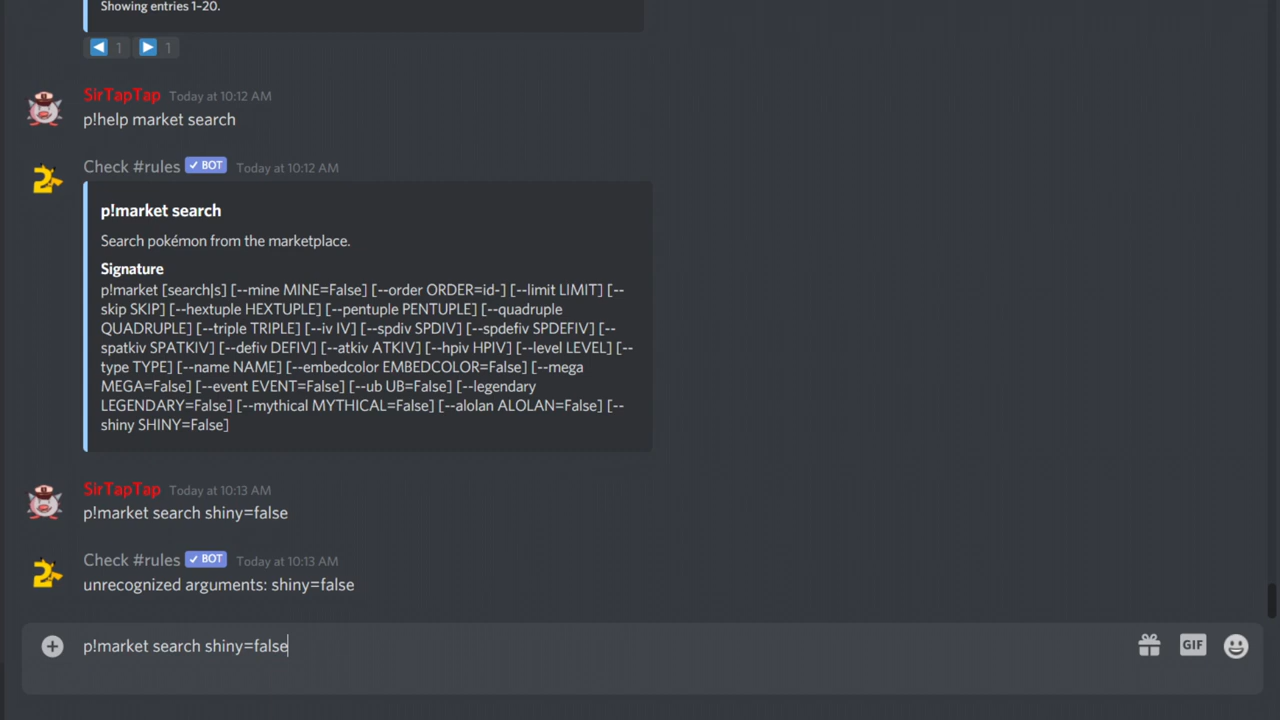 Showing entries 1–20.
1 1
SirTapTap Today at 10:12 AM
p!help market search
Check #rules ✓ BOT Today at 10:12 AM
p!market search
Search pokémon from the marketplace.
Signature
p!market [search|s] [--mine MINE=False] [--order ORDER=id-] [--limit LIMIT] [--
skip SKIP] [--hextuple HEXTUPLE] [--pentuple PENTUPLE] [--quadruple
QUADRUPLE] [--triple TRIPLE] [--iv IV] [--spdiv SPDIV] [--spdefiv SPDEFIV] [--
spatkiv SPATKIV] [--defiv DEFIV] [--atkiv ATKIV] [--hpiv HPIV] [--level LEVEL] [--
type TYPE] [--name NAME] [--embedcolor EMBEDCOLOR=False] [--mega
MEGA=False] [--event EVENT=False] [--ub UB=False] [--legendary
LEGENDARY=False] [--mythical MYTHICAL=False] [--alolan ALOLAN=False] [--
shiny SHINY=False]
SirTapTap Today at 10:13 AM
p!market search shiny=false
Check #rules ✓ BOT Today at 10:13 AM
unrecognized arguments: shiny=false
p!market search shiny=false
GIF